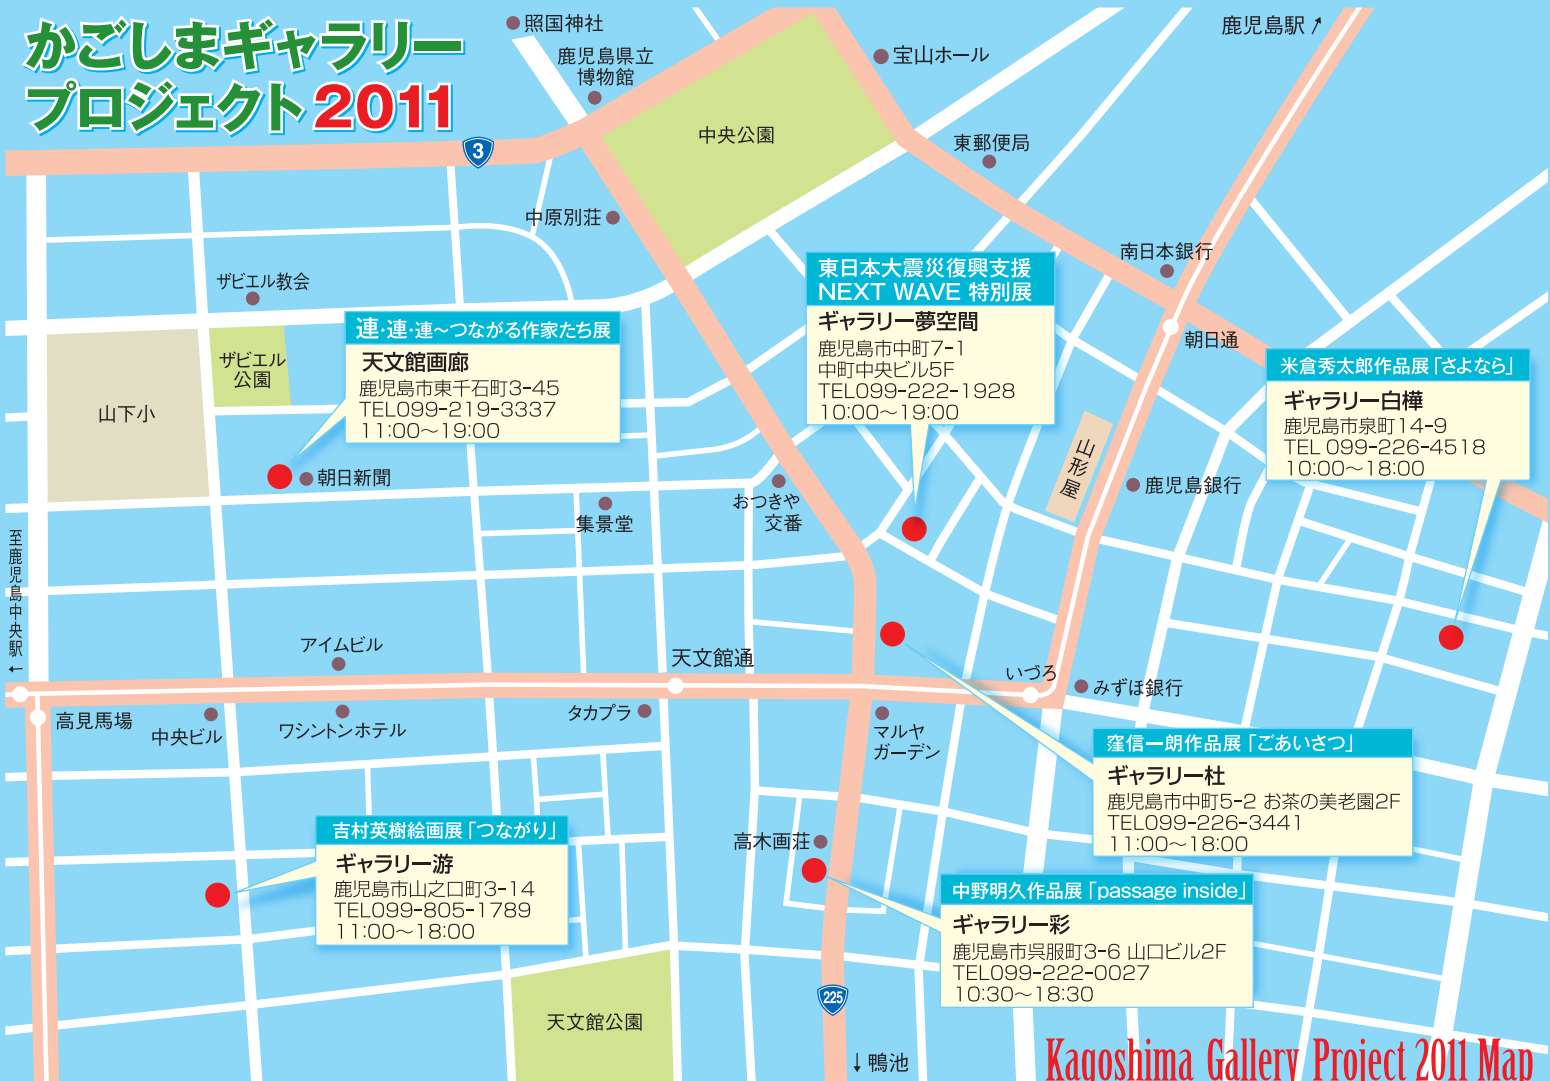 かごしまギャラリー
プロジェクト 2011
照国神社
鹿児島県立
博物館
宝山ホール
鹿児島駅↗
中央公園
3
東郵便局
中原別荘
南日本銀行
ザビエル教会
東日本大震災復興支援
NEXT WAVE 特別展
ギャラリー夢空間
鹿児島市中町7-1
中町中央ビル5F
TEL099-222-1928
10:00〜19:00
連・連・連〜つながる作家たち展
天文館画廊
鹿児島市東千石町3-45
TEL099-219-3337
11:00〜19:00
朝日通
ザビエル
公園
山下小
米倉秀太郎作品展「さよなら」
ギャラリー白樺
鹿児島市泉町14-9
TEL 099-226-4518
10:00〜18:00
山形屋
朝日新聞
鹿児島銀行
集景堂
おつきや
交番
至鹿児島中央駅←
アイムビル
天文館通
いづろ
みずほ銀行
高見馬場
中央ビル
ワシントンホテル
タカプラ
マルヤ
ガーデン
窪信一朗作品展「ごあいさつ」
ギャラリー杜
鹿児島市中町5-2 お茶の美老園2F
TEL099-226-3441
11:00〜18:00
吉村英樹絵画展「つながり」
ギャラリー游
鹿児島市山之口町3-14
TEL099-805-1789
11:00〜18:00
高木画荘
中野明久作品展「passage inside」
ギャラリー彩
鹿児島市呉服町3-6 山口ビル2F
TEL099-222-0027
10:30〜18:30
225
天文館公園
↓鴨池
Kagoshima Gallery Project 2011 Map